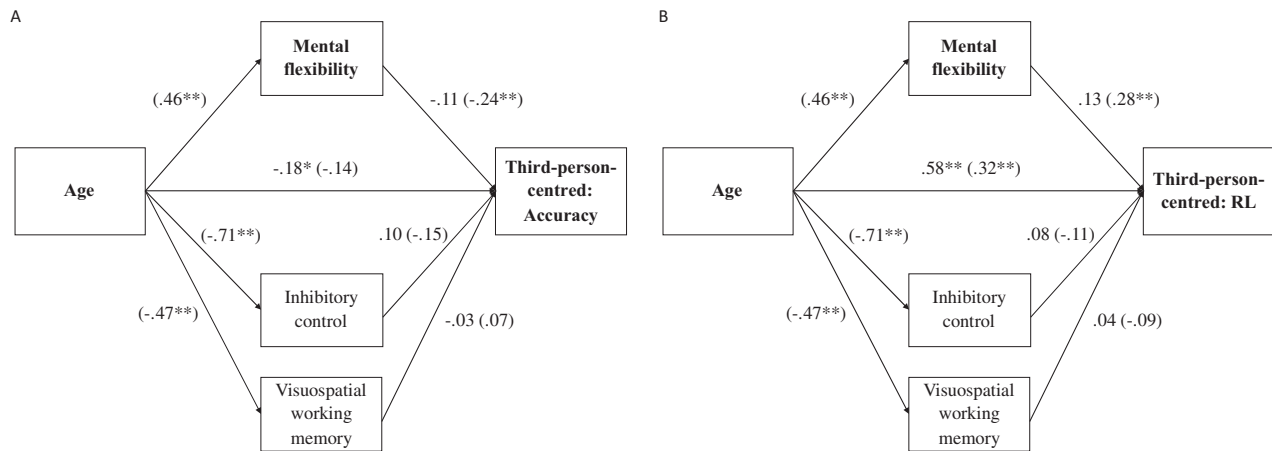 A
Mental
flexibility
(.46**)
-.11 (-.24**)
Age
-.18* (-.14)
Third-person-
centred:
Accuracy
(-.71**)
.10 (-.15)
Inhibitory
control
(-.47**)
-.03 (.07)
Visuospatial
working
memory
B
Mental
flexibility
(.46**)
.13 (.28**)
Age
.58** (.32**)
Third-person-
centred: RL
(-.71**)
.08 (-.11)
Inhibitory
control
(-.47**)
.04 (-.09)
Visuospatial
working
memory